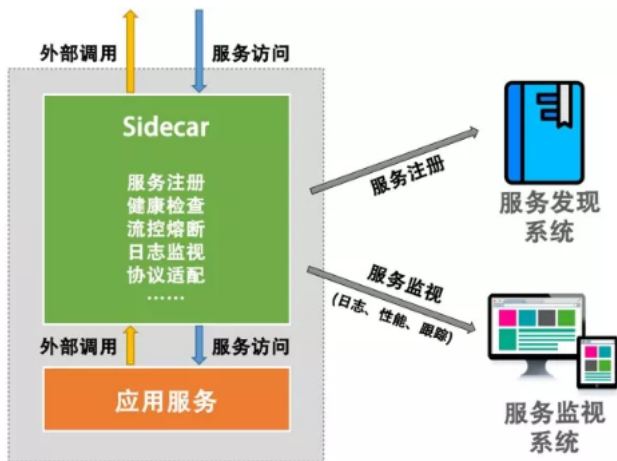 外部调用
服务访问
Sidecar
服务注册
健康检查
流控熔断
日志监视
协议适配
……
外部调用
服务访问
应用服务
服务注册
服务发现
系统
服务监视
(日志、性能、跟踪)
服务监视
系统